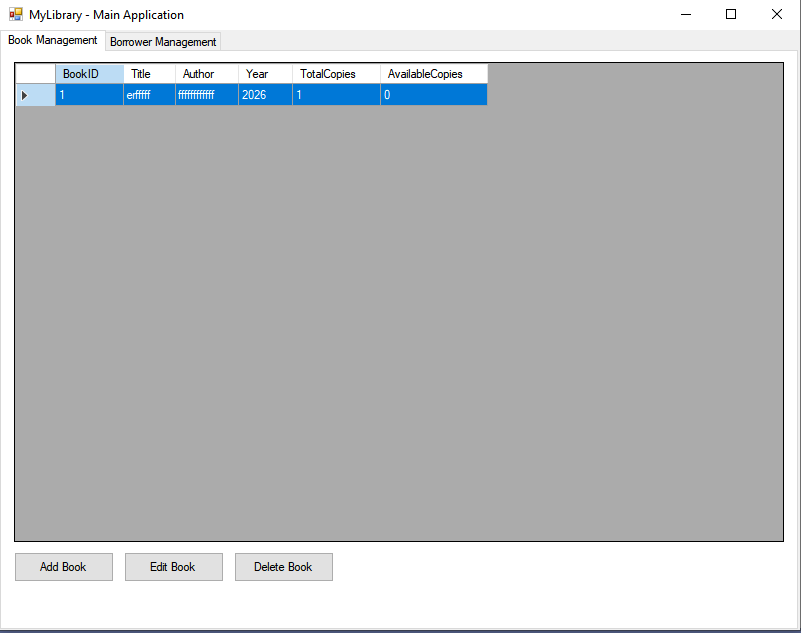 MyLibrary - Main Application
Book Management Borrower Management
BookID Title Author Year TotalCopies AvailableCopies
1 erfffff ffffffffffff 2026 1 0
Add Book Edit Book Delete Book